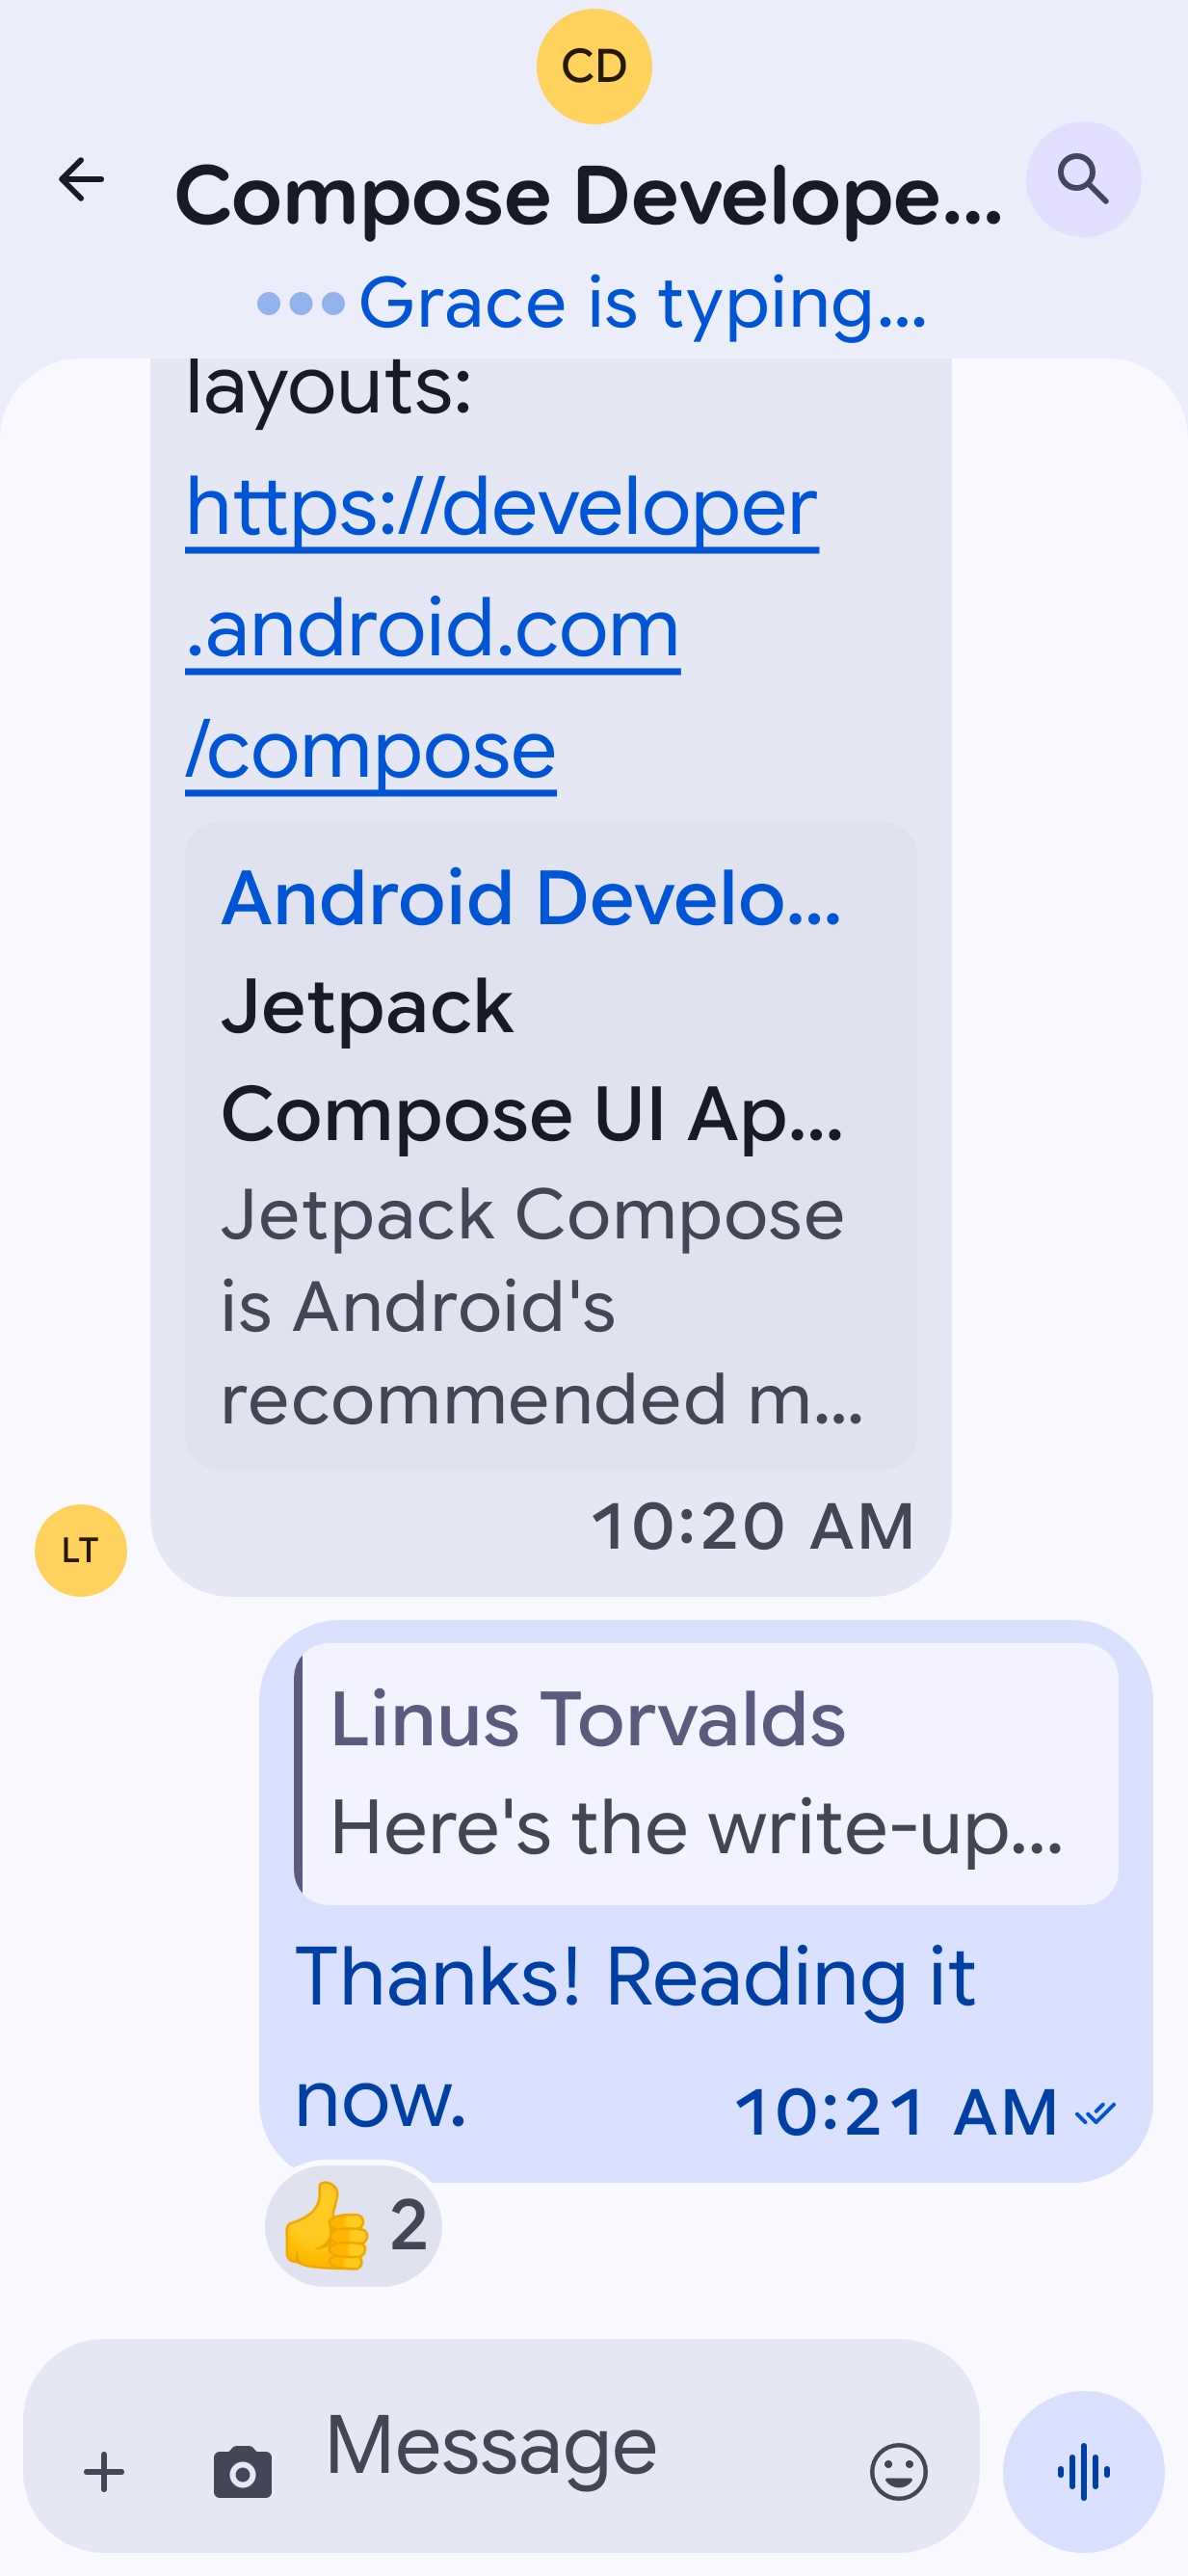 CD
Compose Develope...
Grace is typing...
layouts:
https://developer
.android.com
/compose
Android Develo...
Jetpack
Compose UI Ap...
Jetpack Compose
is Android's
recommended m...
10:20 AM
LT
Linus Torvalds
Here's the write-up...
Thanks! Reading it
now.
10:21 AM
👍 2
Message